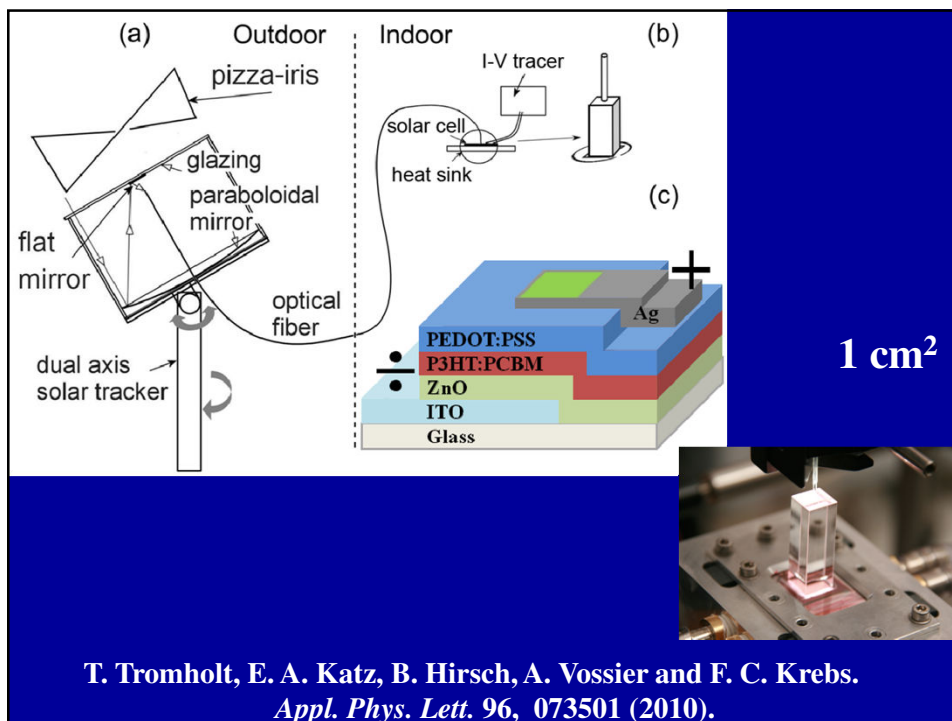 (a)
Outdoor
Indoor
(b)
pizza-iris
I-V tracer
solar cell
heat sink
glazing
paraboloidal
mirror
flat
mirror
optical
fiber
dual axis
solar tracker
(c)
+
Ag
PEDOT:PSS
P3HT:PCBM
÷
ZnO
ITO
Glass
1 cm²
T. Tromholt, E. A. Katz, B. Hirsch, A. Vossier and F. C. Krebs.
Appl. Phys. Lett. 96, 073501 (2010).